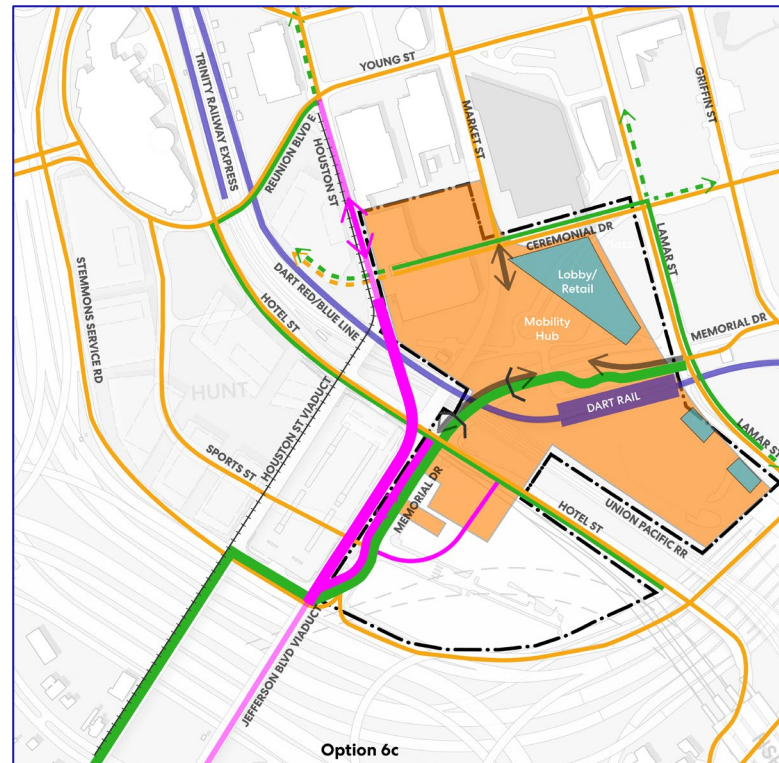 YOUNG ST
TRINITY RAILWAY EXPRESS
REUNION BLVD E
HOUSTON ST
MARKET ST
GRIFFIN ST
CEREMONIAL DR
LAMAR ST
Lobby/
Retail
Mobility
Hub
MEMORIAL DR
STEMMONS SERVICE RD
HOTEL ST
DART RED/BLUE LINE
DART RAIL
HUNT
HOUSTON ST VIADUCT
SPORTS ST
MEMORIAL DR
LAMAR ST
HOTEL ST
UNION PACIFIC RR
JEFFERSON BLVD VIADUCT
Option 6c